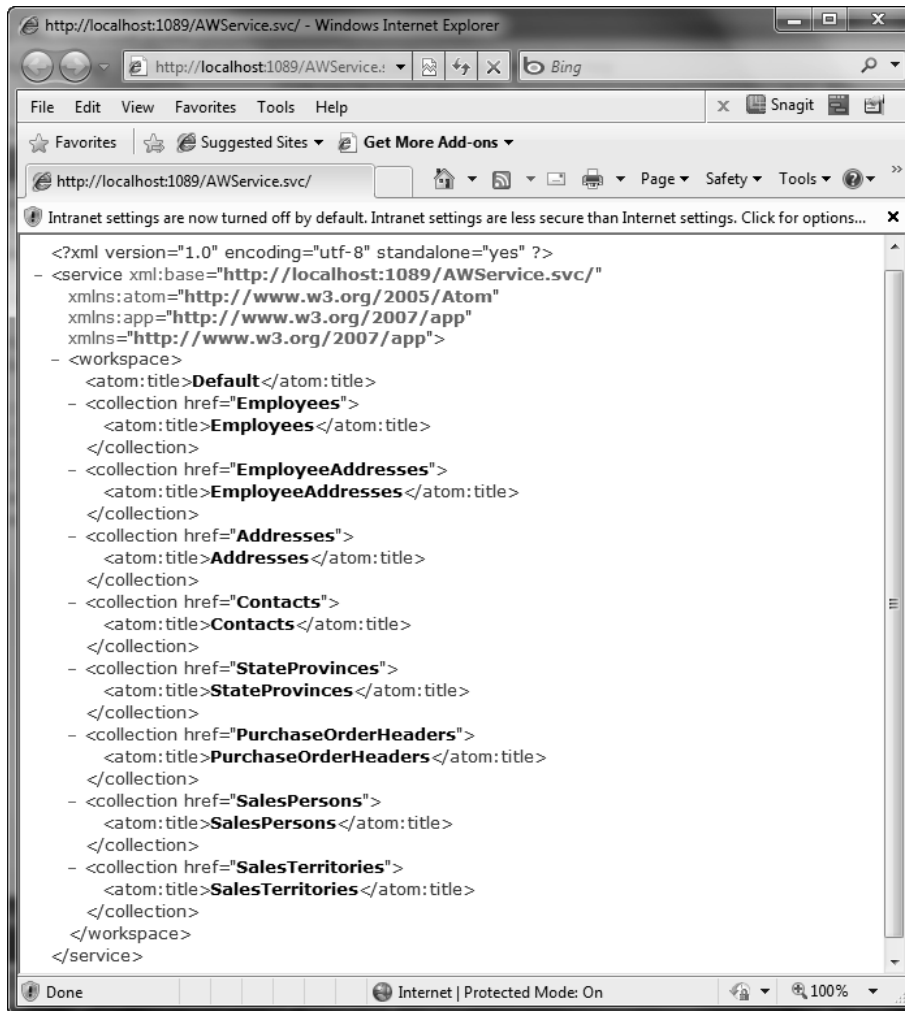 http://localhost:1089/AWService.svc/ - Windows Internet Explorer
http://localhost:1089/AWService.s Bing
File Edit View Favorites Tools Help x Snagit
Favorites Suggested Sites Get More Add-ons
http://localhost:1089/AWService.svc/ Page Safety Tools »
Intranet settings are now turned off by default. Intranet settings are less secure than Internet settings. Click for options... x
<?xml version="1.0" encoding="utf-8" standalone="yes" ?>
- <service xml:base="http://localhost:1089/AWService.svc/"
xmlns:atom="http://www.w3.org/2005/Atom"
xmlns:app="http://www.w3.org/2007/app"
xmlns="http://www.w3.org/2007/app">
- <workspace>
<atom:title>Default</atom:title>
- <collection href="Employees">
<atom:title>Employees</atom:title>
</collection>
- <collection href="EmployeeAddresses">
<atom:title>EmployeeAddresses</atom:title>
</collection>
- <collection href="Addresses">
<atom:title>Addresses</atom:title>
</collection>
- <collection href="Contacts">
<atom:title>Contacts</atom:title>
</collection>
- <collection href="StateProvinces">
<atom:title>StateProvinces</atom:title>
</collection>
- <collection href="PurchaseOrderHeaders">
<atom:title>PurchaseOrderHeaders</atom:title>
</collection>
- <collection href="SalesPersons">
<atom:title>SalesPersons</atom:title>
</collection>
- <collection href="SalesTerritories">
<atom:title>SalesTerritories</atom:title>
</collection>
</workspace>
</service>
Done Internet | Protected Mode: On 100%